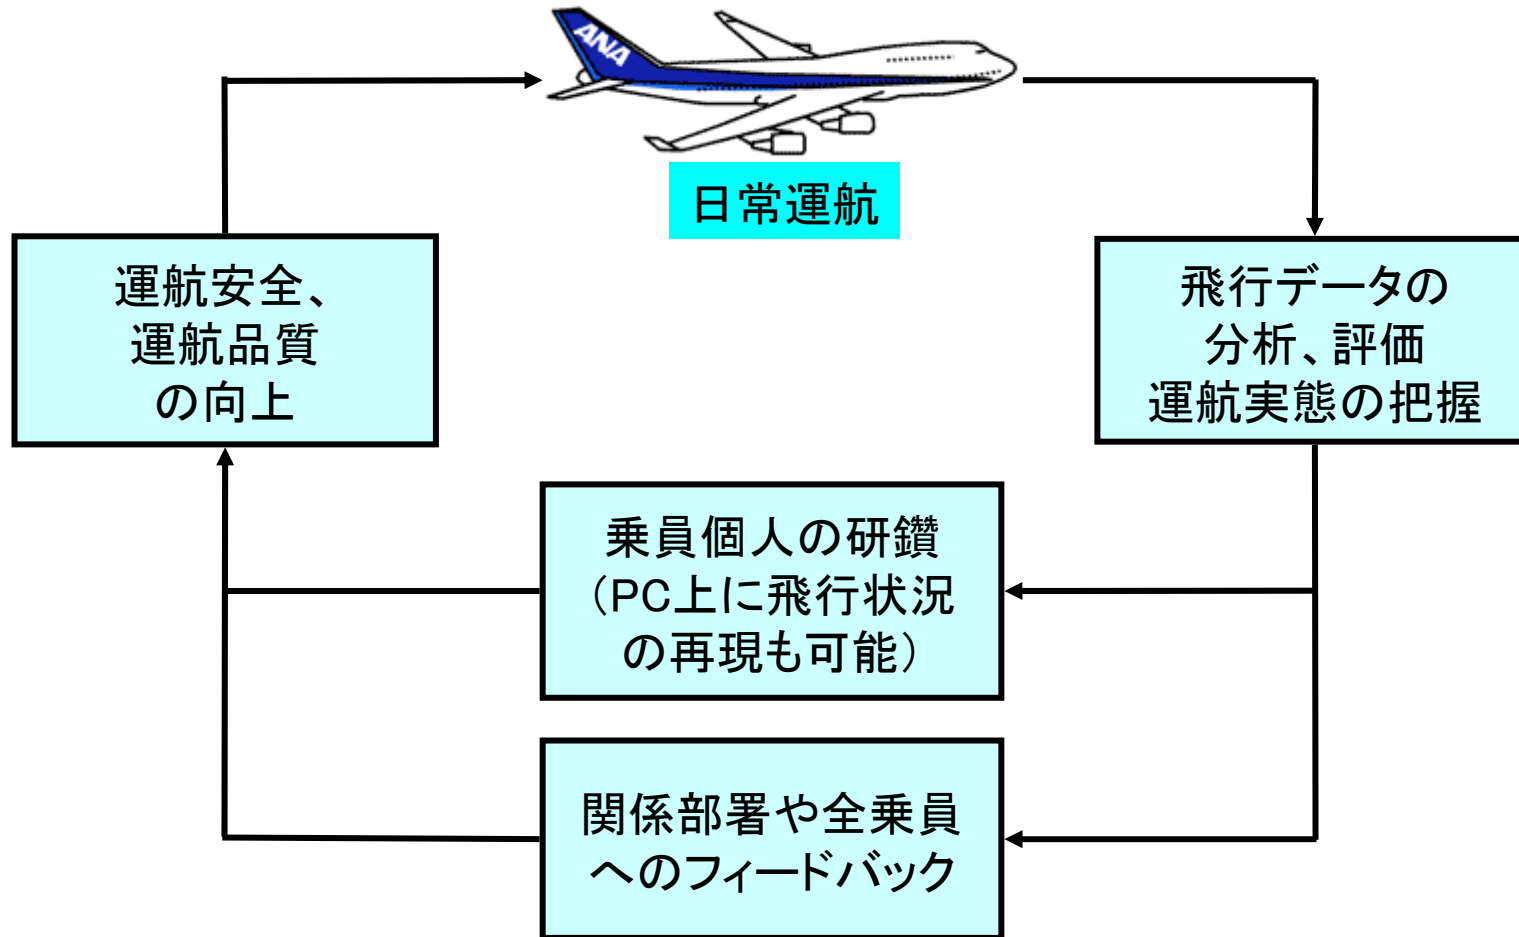 ANA
日常運航
運航安全、
運航品質
の向上
飛行データの
分析、評価
運航実態の把握
乗員個人の研鑽
（PC上に飛行状況
の再現も可能）
関係部署や全乗員
へのフィードバック